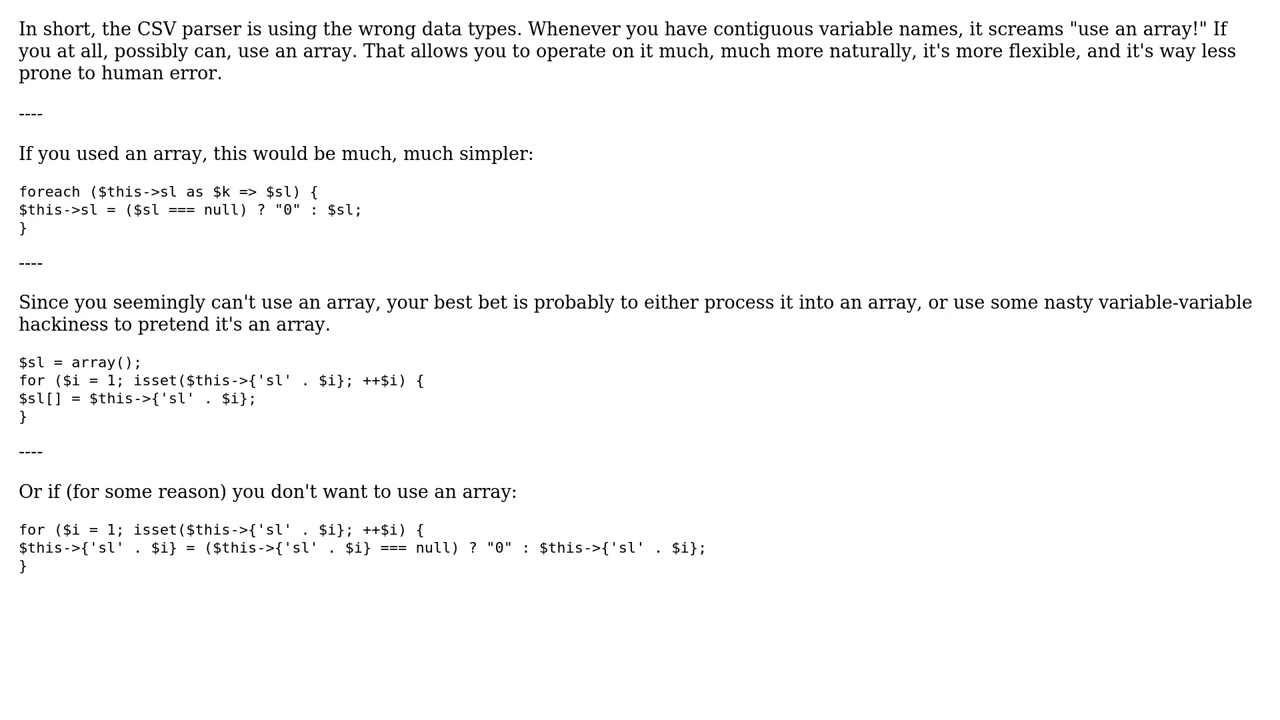 In short, the CSV parser is using the wrong data types. Whenever you have contiguous variable names, it screams "use an array!" If
you at all, possibly can, use an array. That allows you to operate on it much, much more naturally, it's more flexible, and it's way less
prone to human error.
----
If you used an array, this would be much, much simpler:
foreach ($this->sl as $k => $sl) {
$this->sl = ($sl === null) ? "0" : $sl;
}
----
Since you seemingly can't use an array, your best bet is probably to either process it into an array, or use some nasty variable-variable
hackiness to pretend it's an array.
$sl = array();
for ($i = 1; isset($this->{'sl' . $i}; ++$i) {
$sl[] = $this->{'sl' . $i};
}
----
Or if (for some reason) you don't want to use an array:
for ($i = 1; isset($this->{'sl' . $i}; ++$i) {
$this->{'sl' . $i} = ($this->{'sl' . $i} === null) ? "0" : $this->{'sl' . $i};
}